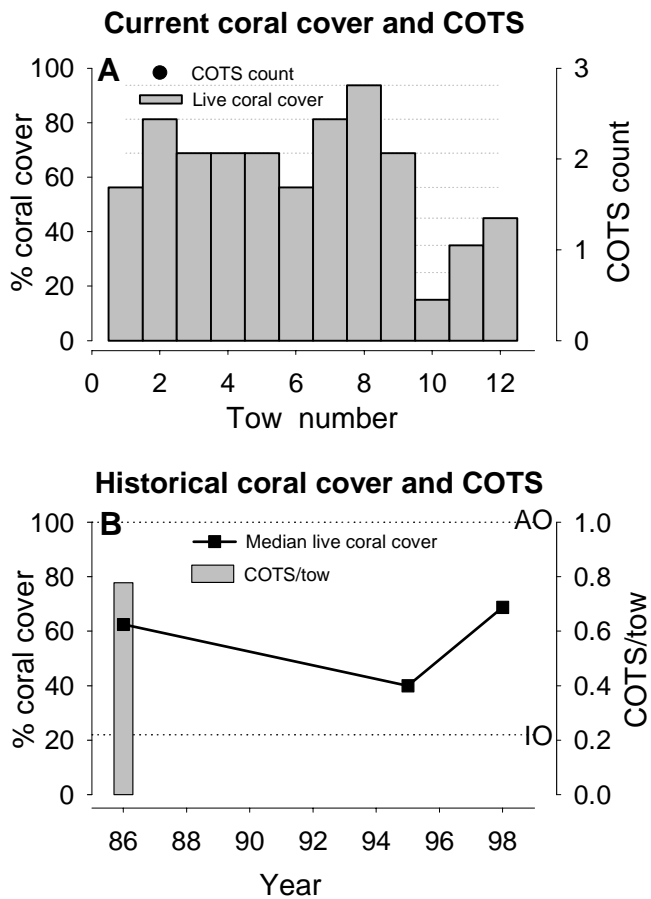 Current coral cover and COTS
A
COTS count
Live coral cover
100
80
60
40
20
0
% coral cover
3
2
1
0
COTS count
0 2 4 6 8 10 12
Tow number
Historical coral cover and COTS
B
AO
Median live coral cover
COTS/tow
IO
100
80
60
40
20
0
% coral cover
1.0
0.8
0.6
0.4
0.2
0.0
COTS/tow
86 88 90 92 94 96 98
Year